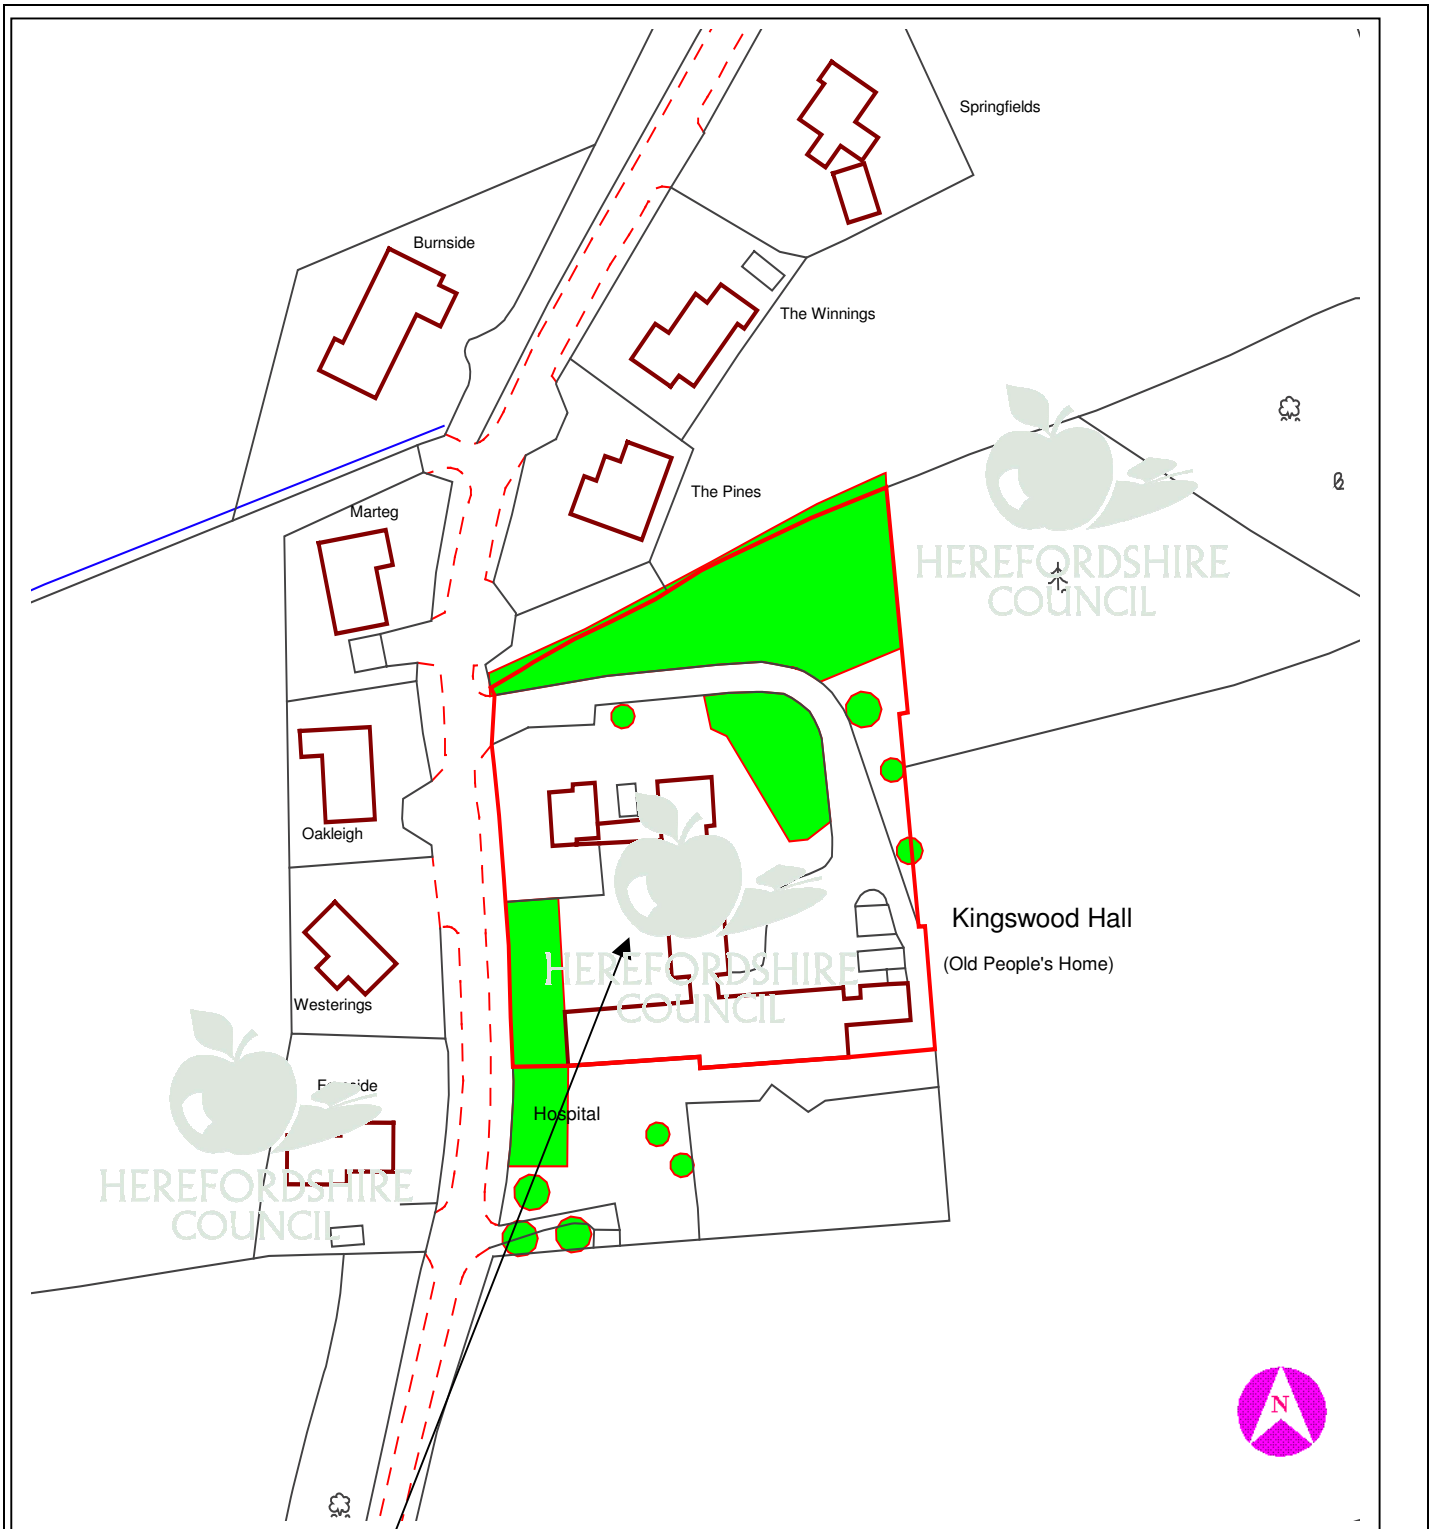 Springfields
Burnside
The Winnings
The Pines
Marteg
HEREFORDSHIRE
COUNCIL
Oakleigh
Kingswood Hall
(Old People's Home)
HEREFORDSHIRE
COUNCIL
Westerings
Hospital
HEREFORDSHIRE
COUNCIL
N